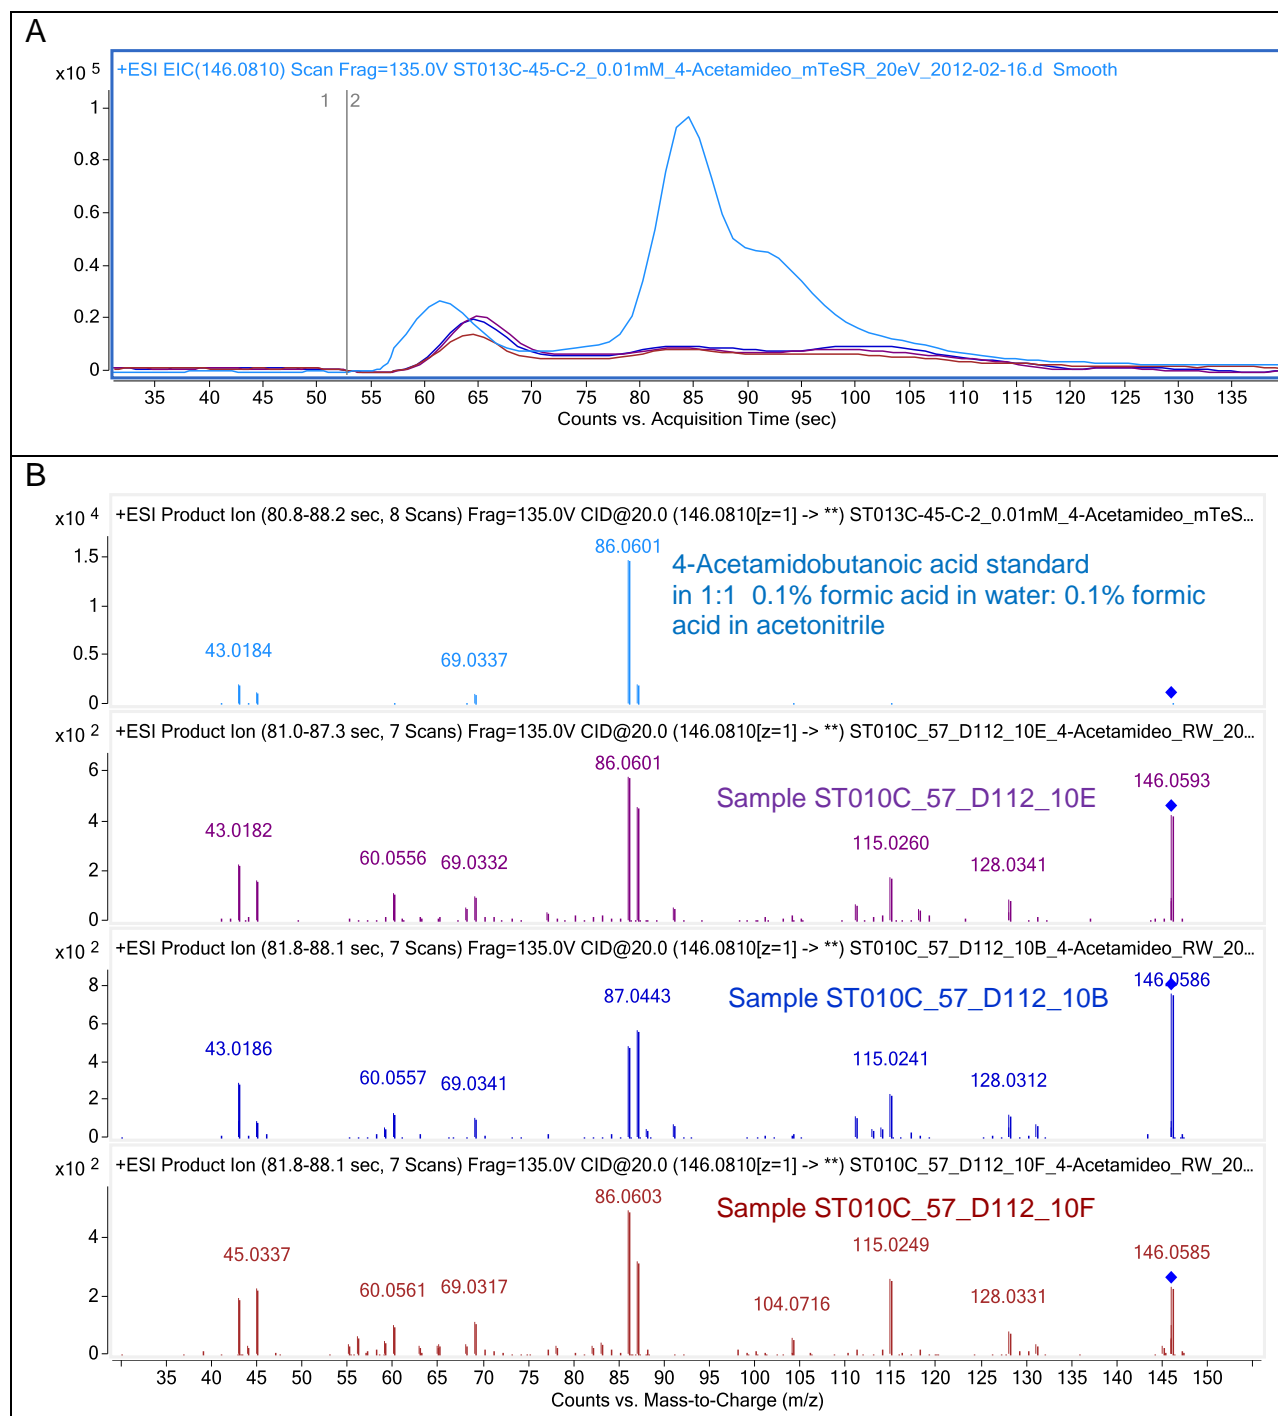 A
x10 5
+ESI EIC(146.0810) Scan Frag=135.0V ST013C-45-C-2_0.01mM_4-Acetamideo_mTeSR_20eV_2012-02-16.d Smooth
1 2
1
0.8
0.6
0.4
0.2
0
35 40 45 50 55 60 65 70 75 80 85 90 95 100 105 110 115 120 125 130 135
Counts vs. Acquisition Time (sec)
B
x10 4
+ESI Product Ion (80.8-88.2 sec, 8 Scans) Frag=135.0V CID@20.0 (146.0810[z=1] -> **) ST013C-45-C-2_0.01mM_4-Acetamideo_mTeS...
86.0601
1.5
4-Acetamidobutanoic acid standard
in 1:1 0.1% formic acid in water: 0.1% formic
acid in acetonitrile
1
0.5
43.0184
69.0337
0
x10 2
+ESI Product Ion (81.0-87.3 sec, 7 Scans) Frag=135.0V CID@20.0 (146.0810[z=1] -> **) ST010C_57_D112_10E_4-Acetamideo_RW_20...
86.0601
6
146.0593
Sample ST010C_57_D112_10E
4
43.0182
115.0260
60.0556
69.0332
128.0341
2
0
x10 2
+ESI Product Ion (81.8-88.1 sec, 7 Scans) Frag=135.0V CID@20.0 (146.0810[z=1] -> **) ST010C_57_D112_10B_4-Acetamideo_RW_20...
8
146.0586
87.0443
Sample ST010C_57_D112_10B
6
43.0186
4
115.0241
60.0557
69.0341
128.0312
2
0
x10 2
+ESI Product Ion (81.8-88.1 sec, 7 Scans) Frag=135.0V CID@20.0 (146.0810[z=1] -> **) ST010C_57_D112_10F_4-Acetamideo_RW_20...
86.0603
Sample ST010C_57_D112_10F
4
45.0337
115.0249
146.0585
60.0561
69.0317
104.0716
128.0331
2
0
35 40 45 50 55 60 65 70 75 80 85 90 95 100 105 110 115 120 125 130 135 140 145 150
Counts vs. Mass-to-Charge (m/z)